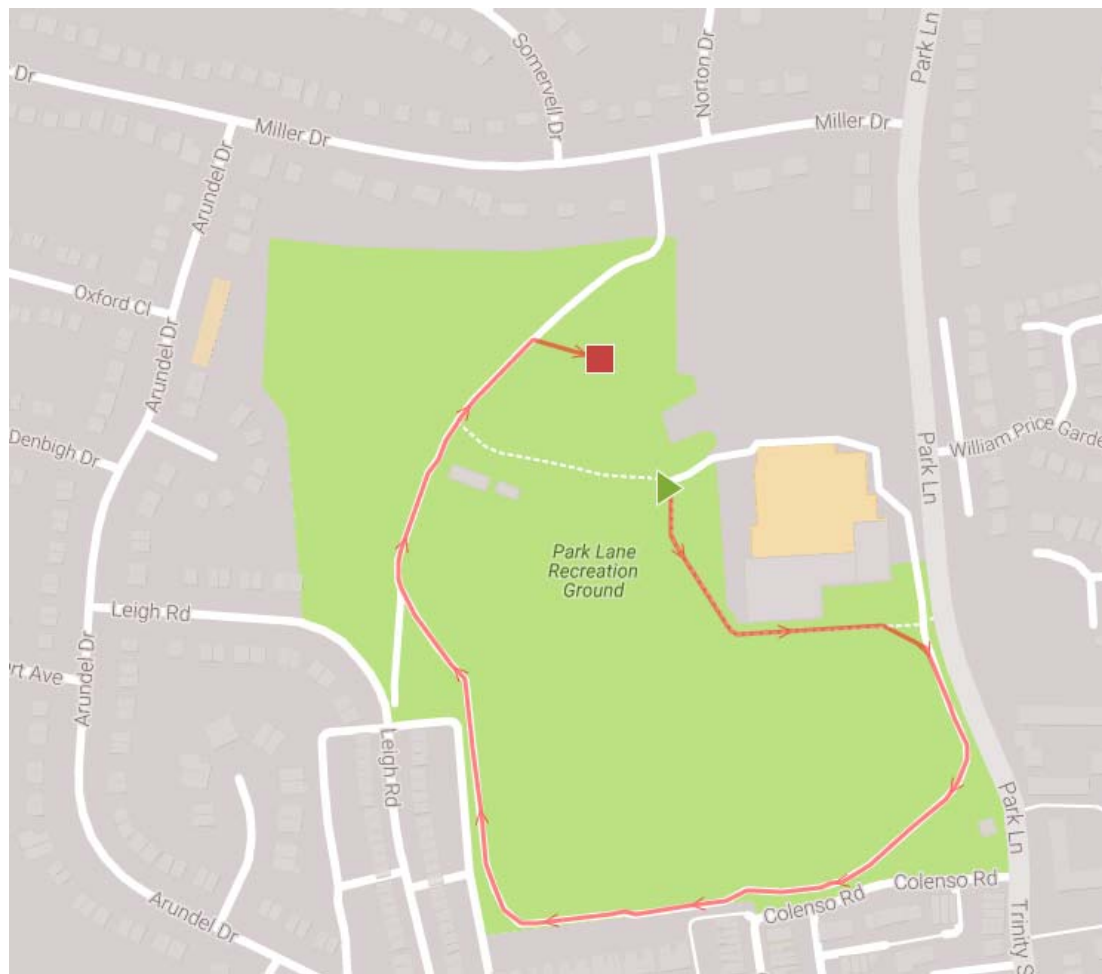 Dr
Miller Dr
Somervell Dr
Norton Dr
Miller Dr
Park Ln
Arundel Dr
Oxford Cl
Arundel Dr
Denbigh Dr
Park Ln
William Price Garde
Park Lane
Recreation
Ground
Leigh Rd
rt Ave
Arundel Dr
Leigh Rd
Park Ln
Colenso Rd
Colenso Rd
Arundel Dr
Trinity S